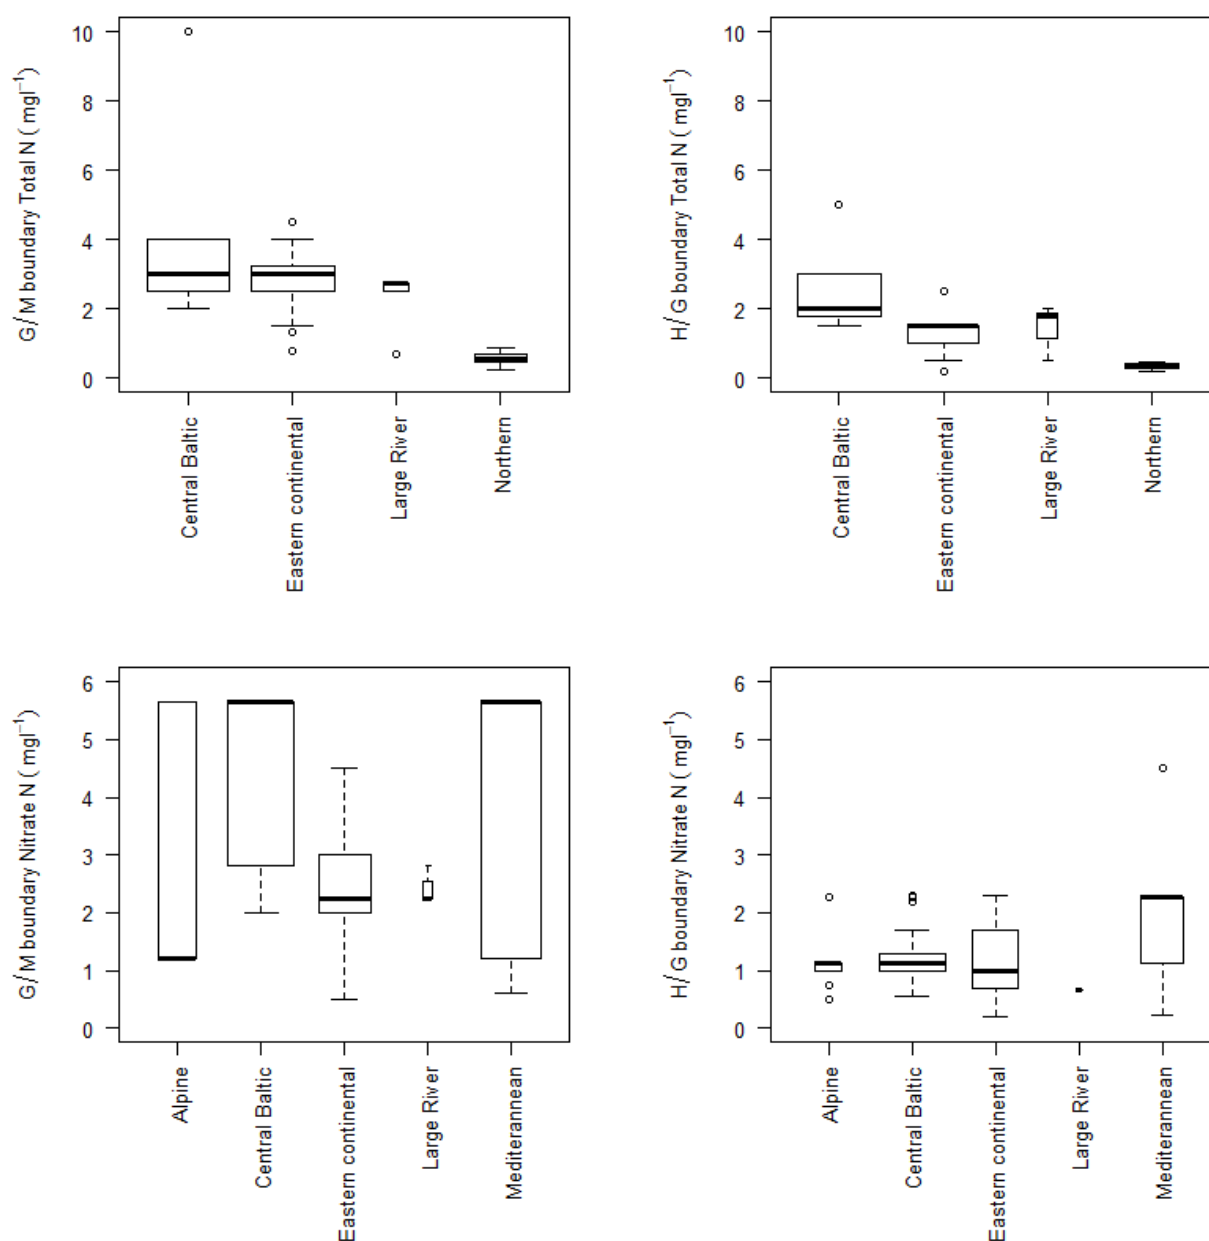 G/M boundary Total N ( mgl⁻¹)
10
8
6
4
2
0
Central Baltic
Eastern continental
Large River
Northern
H/G boundary Total N ( mgl⁻¹)
10
8
6
4
2
0
Central Baltic
Eastern continental
Large River
Northern
G/M boundary Nitrate N ( mgl⁻¹)
6
5
4
3
2
1
0
Alpine
Central Baltic
Eastern continental
Large River
Mediterannean
H/G boundary Nitrate N ( mgl⁻¹)
6
5
4
3
2
1
0
Alpine
Central Baltic
Eastern continental
Large River
Mediterannean